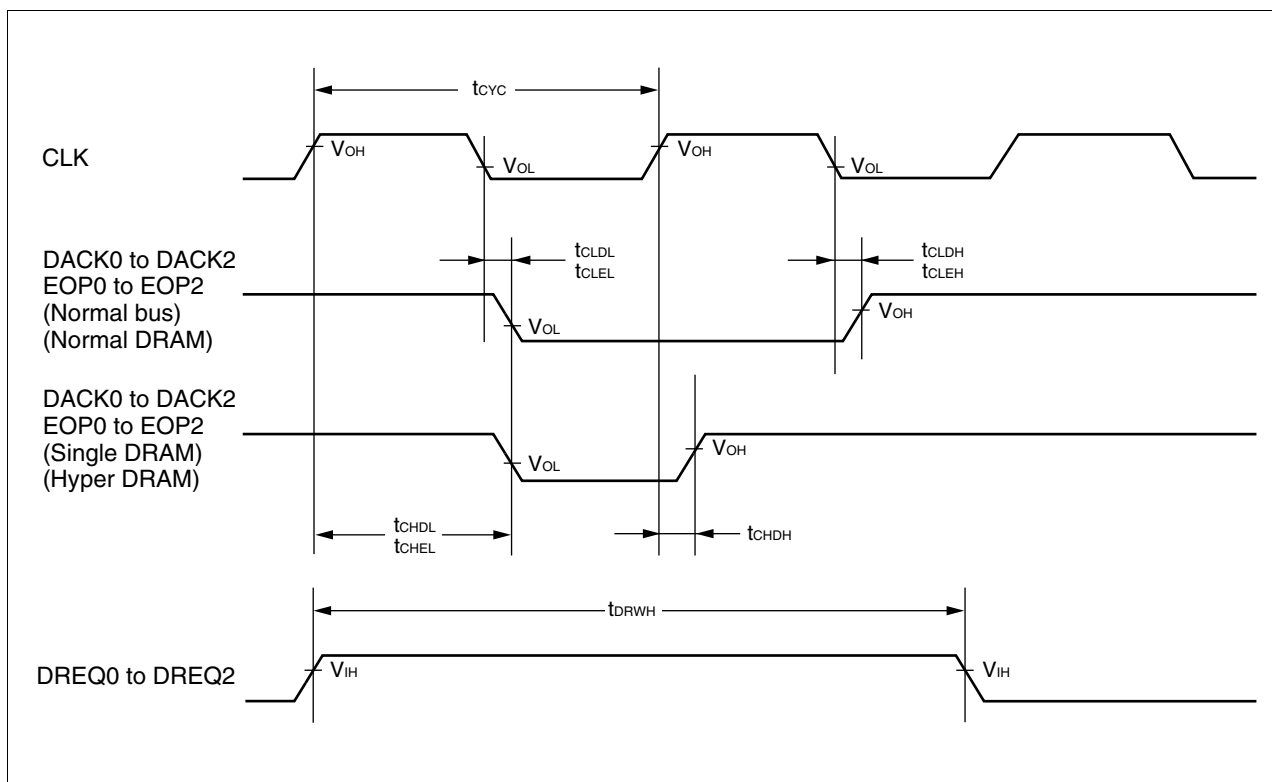 tCYC
CLK
VOH
VOL
VOH
VOL
DACK0 to DACK2
EOP0 to EOP2
(Normal bus)
(Normal DRAM)
tCLDL
tCLEL
tCLDH
tCLEH
VOL
VOH
DACK0 to DACK2
EOP0 to EOP2
(Single DRAM)
(Hyper DRAM)
VOL
VOH
tCHDL
tCHEL
tCHDH
tDRWH
DREQ0 to DREQ2
VIH
VIH